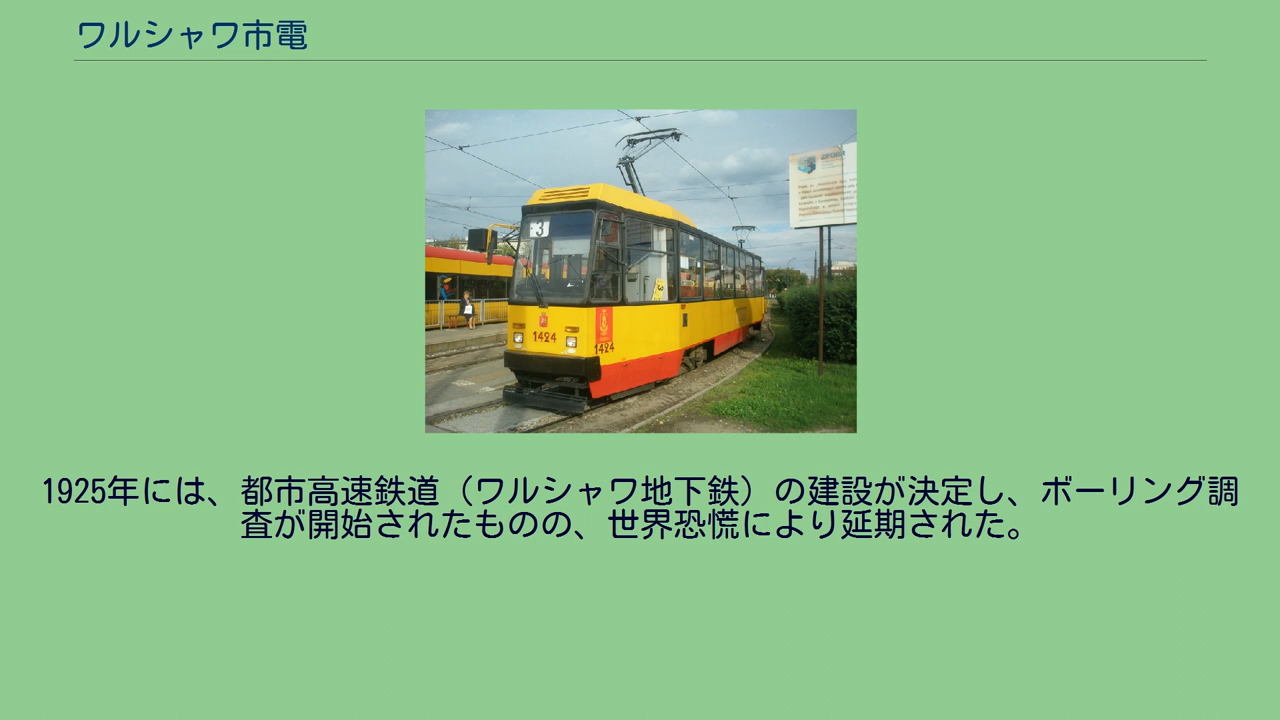 ワルシャワ市電
3
1424
1424
1925年には、都市高速鉄道（ワルシャワ地下鉄）の建設が決定し、ボーリング調
査が開始されたものの、世界恐慌により延期された。